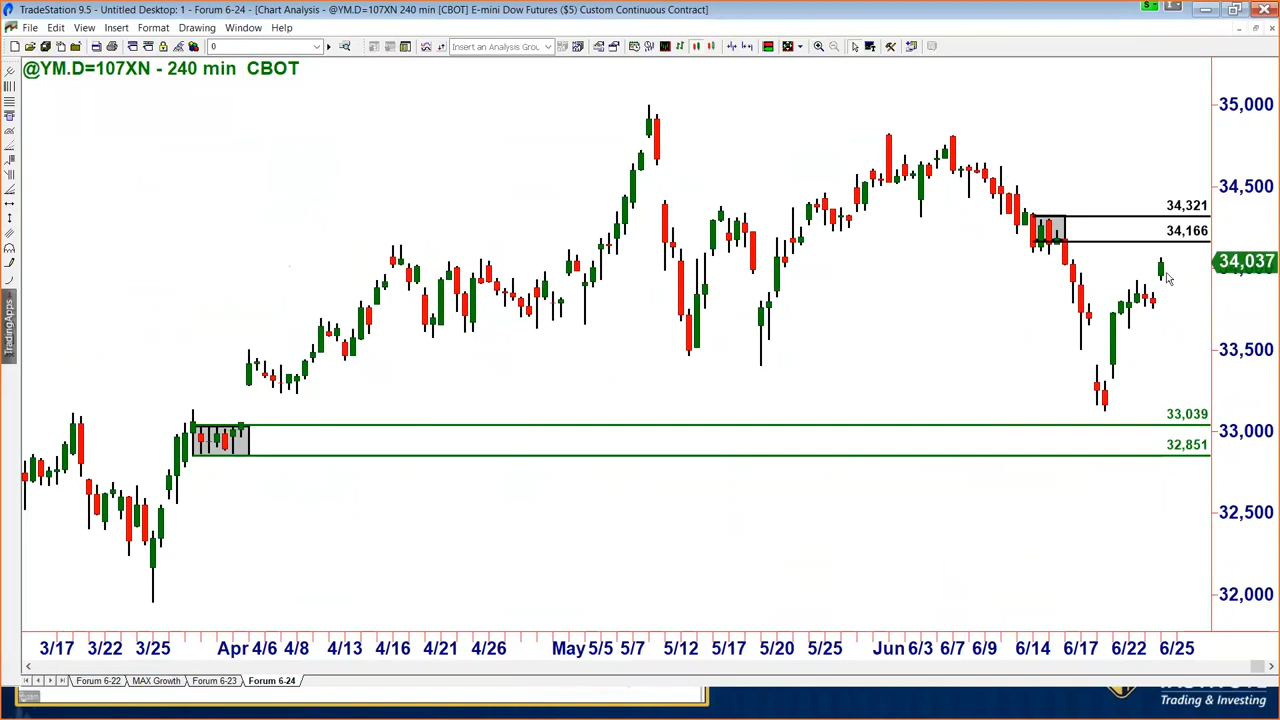 TradeStation 9.5 - Untitled Desktop: 1 - Forum 6-24 - [Chart Analysis - @YM.D=107XN 240 min [CBOT] E-mini Dow Futures ($5) Custom Continuous Contract]
File Edit View Insert Format Drawing Window Help
0 Insert an Analysis Grou
@YM.D=107XN - 240 min CBOT
35,000
34,500
34,321
34,166
34,037
33,500
33,039
33,000
32,851
32,500
32,000
TradingApps
3/17 3/22 3/25 Apr 4/6 4/8 4/13 4/16 4/21 4/26 May 5/5 5/7 5/12 5/17 5/20 5/25 Jun 6/3 6/7 6/9 6/14 6/17 6/22 6/25
Forum 6-22 MAX Growth Forum 6-23 Forum 6-24
Trading & Investing